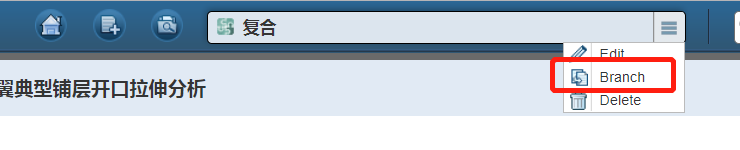 复合
Edit
Branch
翼典型铺层开口拉伸分析
Delete